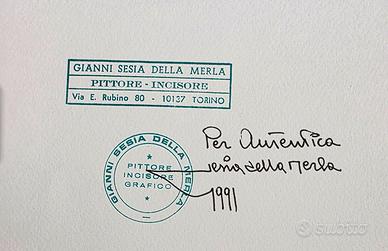 GIANNI SESIA DELLA MERLA
PITTORE - INCISORE
Via E. Rubino 80 - 10137 TORINO
GIANNI SESIA DELLA MERLA
PITTORE
INCISORE
GRAFICO
Per Autentica
Sesia della Merla
1991
subito